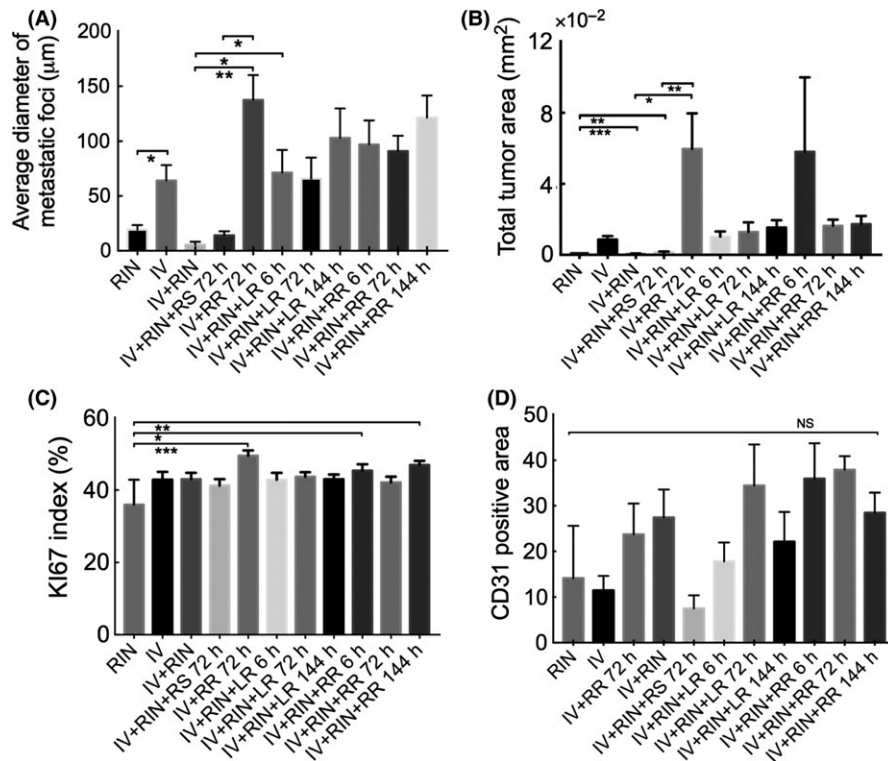 (A)
Average diameter of
metastatic foci (μm)
200
150
100
50
0
*
*
*
**
*
RIN
IV
IV+RIN
IV+RIN+RS 72 h
IV+RR 72 h
IV+RIN+LR 6 h
IV+RIN+LR 72 h
IV+RIN+LR 144 h
IV+RIN+RR 6 h
IV+RIN+RR 72 h
IV+RIN+RR 144 h
(B)
×10⁻²
Total tumor area (mm²)
12
8
4
0
**
*
**
***
RIN
IV
IV+RIN
IV+RIN+RS 72 h
IV+RR 72 h
IV+RIN+LR 6 h
IV+RIN+LR 72 h
IV+RIN+LR 144 h
IV+RIN+RR 6 h
IV+RIN+RR 72 h
IV+RIN+RR 144 h
(C)
KI67 index (%)
60
40
20
0
**
*
***
RIN
IV
IV+RIN
IV+RIN+RS 72 h
IV+RR 72 h
IV+RIN+LR 6 h
IV+RIN+LR 72 h
IV+RIN+LR 144 h
IV+RIN+RR 6 h
IV+RIN+RR 72 h
IV+RIN+RR 144 h
(D)
CD31 positive area
50
40
30
20
10
0
NS
RIN
IV
IV+RR 72 h
IV+RIN
IV+RIN+RS 72 h
IV+RIN+LR 6 h
IV+RIN+LR 72 h
IV+RIN+LR 144 h
IV+RIN+RR 6 h
IV+RIN+RR 72 h
IV+RIN+RR 144 h